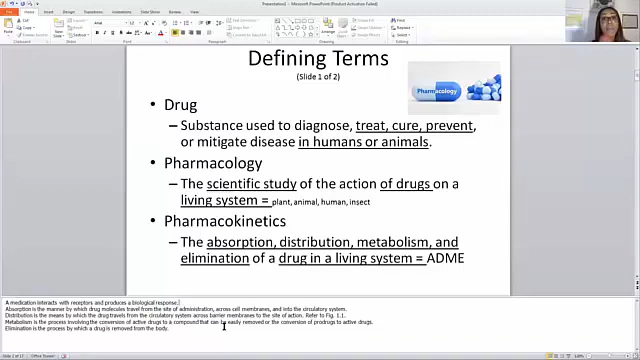 Presentation2 - PowerPoint (Product Activation Failed)
Defining Terms
(Slide 1 of 2)
Pharmacology
• Drug
–Substance used to diagnose, treat, cure, prevent,
or mitigate disease in humans or animals.
• Pharmacology
–The scientific study of the action of drugs on a
living system = plant, animal, human, insect
• Pharmacokinetics
–The absorption, distribution, metabolism, and
elimination of a drug in a living system = ADME
A medication interacts with receptors and produces a biological response.
Absorption is the manner by which drug molecules travel from the site of administration, across cell membranes, and into the circulatory system.
Distribution is the means by which the drug travels from the circulatory system across barrier membranes to the site of action. Refer to Fig. 1.1.
Metabolism is the process involving the conversion of active drugs to a compound that can be easily removed or the conversion of prodrugs to active drugs.
Elimination is the process by which a drug is removed from the body.